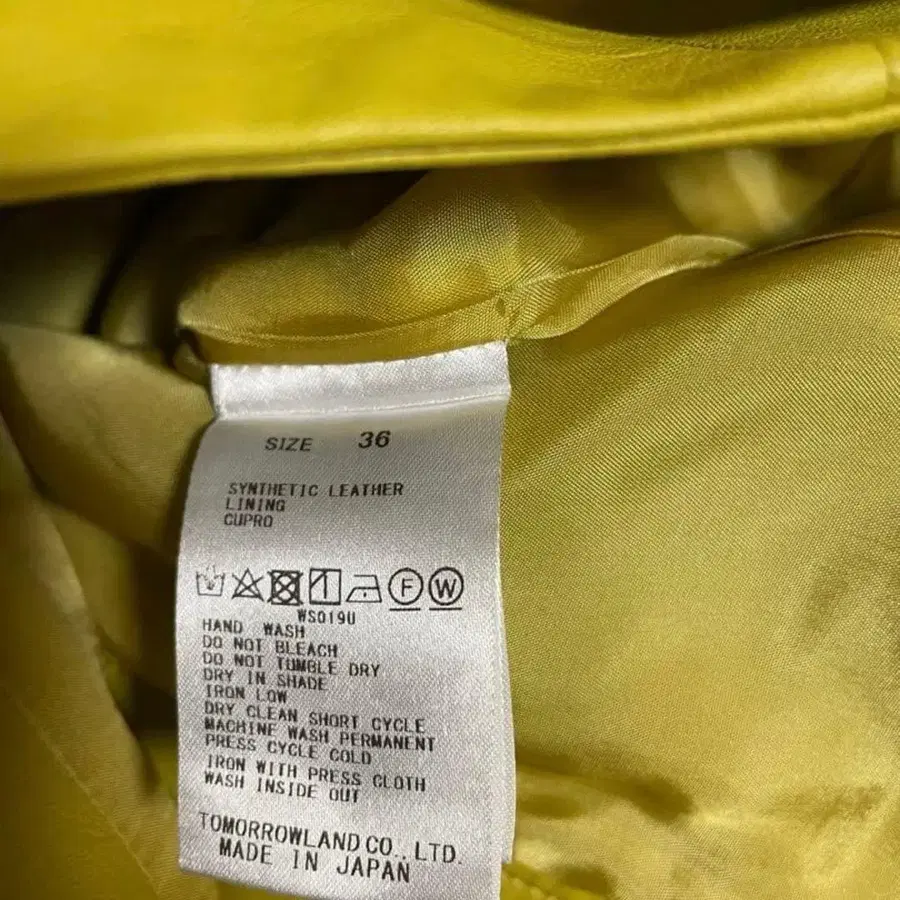 SIZE 36
SYNTHETIC LEATHER
LINING
CUPRO
F W
WS019U
HAND WASH
DO NOT BLEACH
DO NOT TUMBLE DRY
DRY IN SHADE
IRON LOW
DRY CLEAN SHORT CYCLE
MACHINE WASH PERMANENT
PRESS CYCLE COLD
IRON WITH PRESS CLOTH
WASH INSIDE OUT
TOMORROWLAND CO., LTD.
MADE IN JAPAN